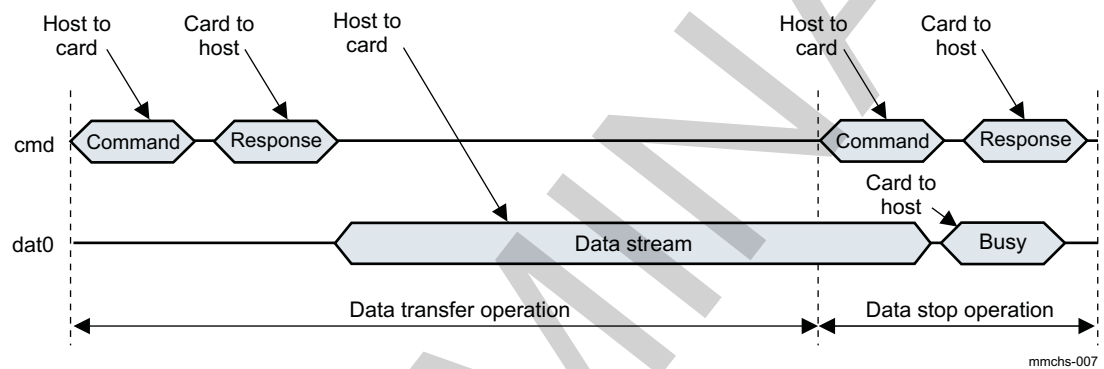 Host to
card
Card to
host
Host to
card
Host to
card
Card to
host
cmd
Command
Response
Command
Response
Card to
host
dat0
Data stream
Busy
Data transfer operation
Data stop operation
mmchs-007